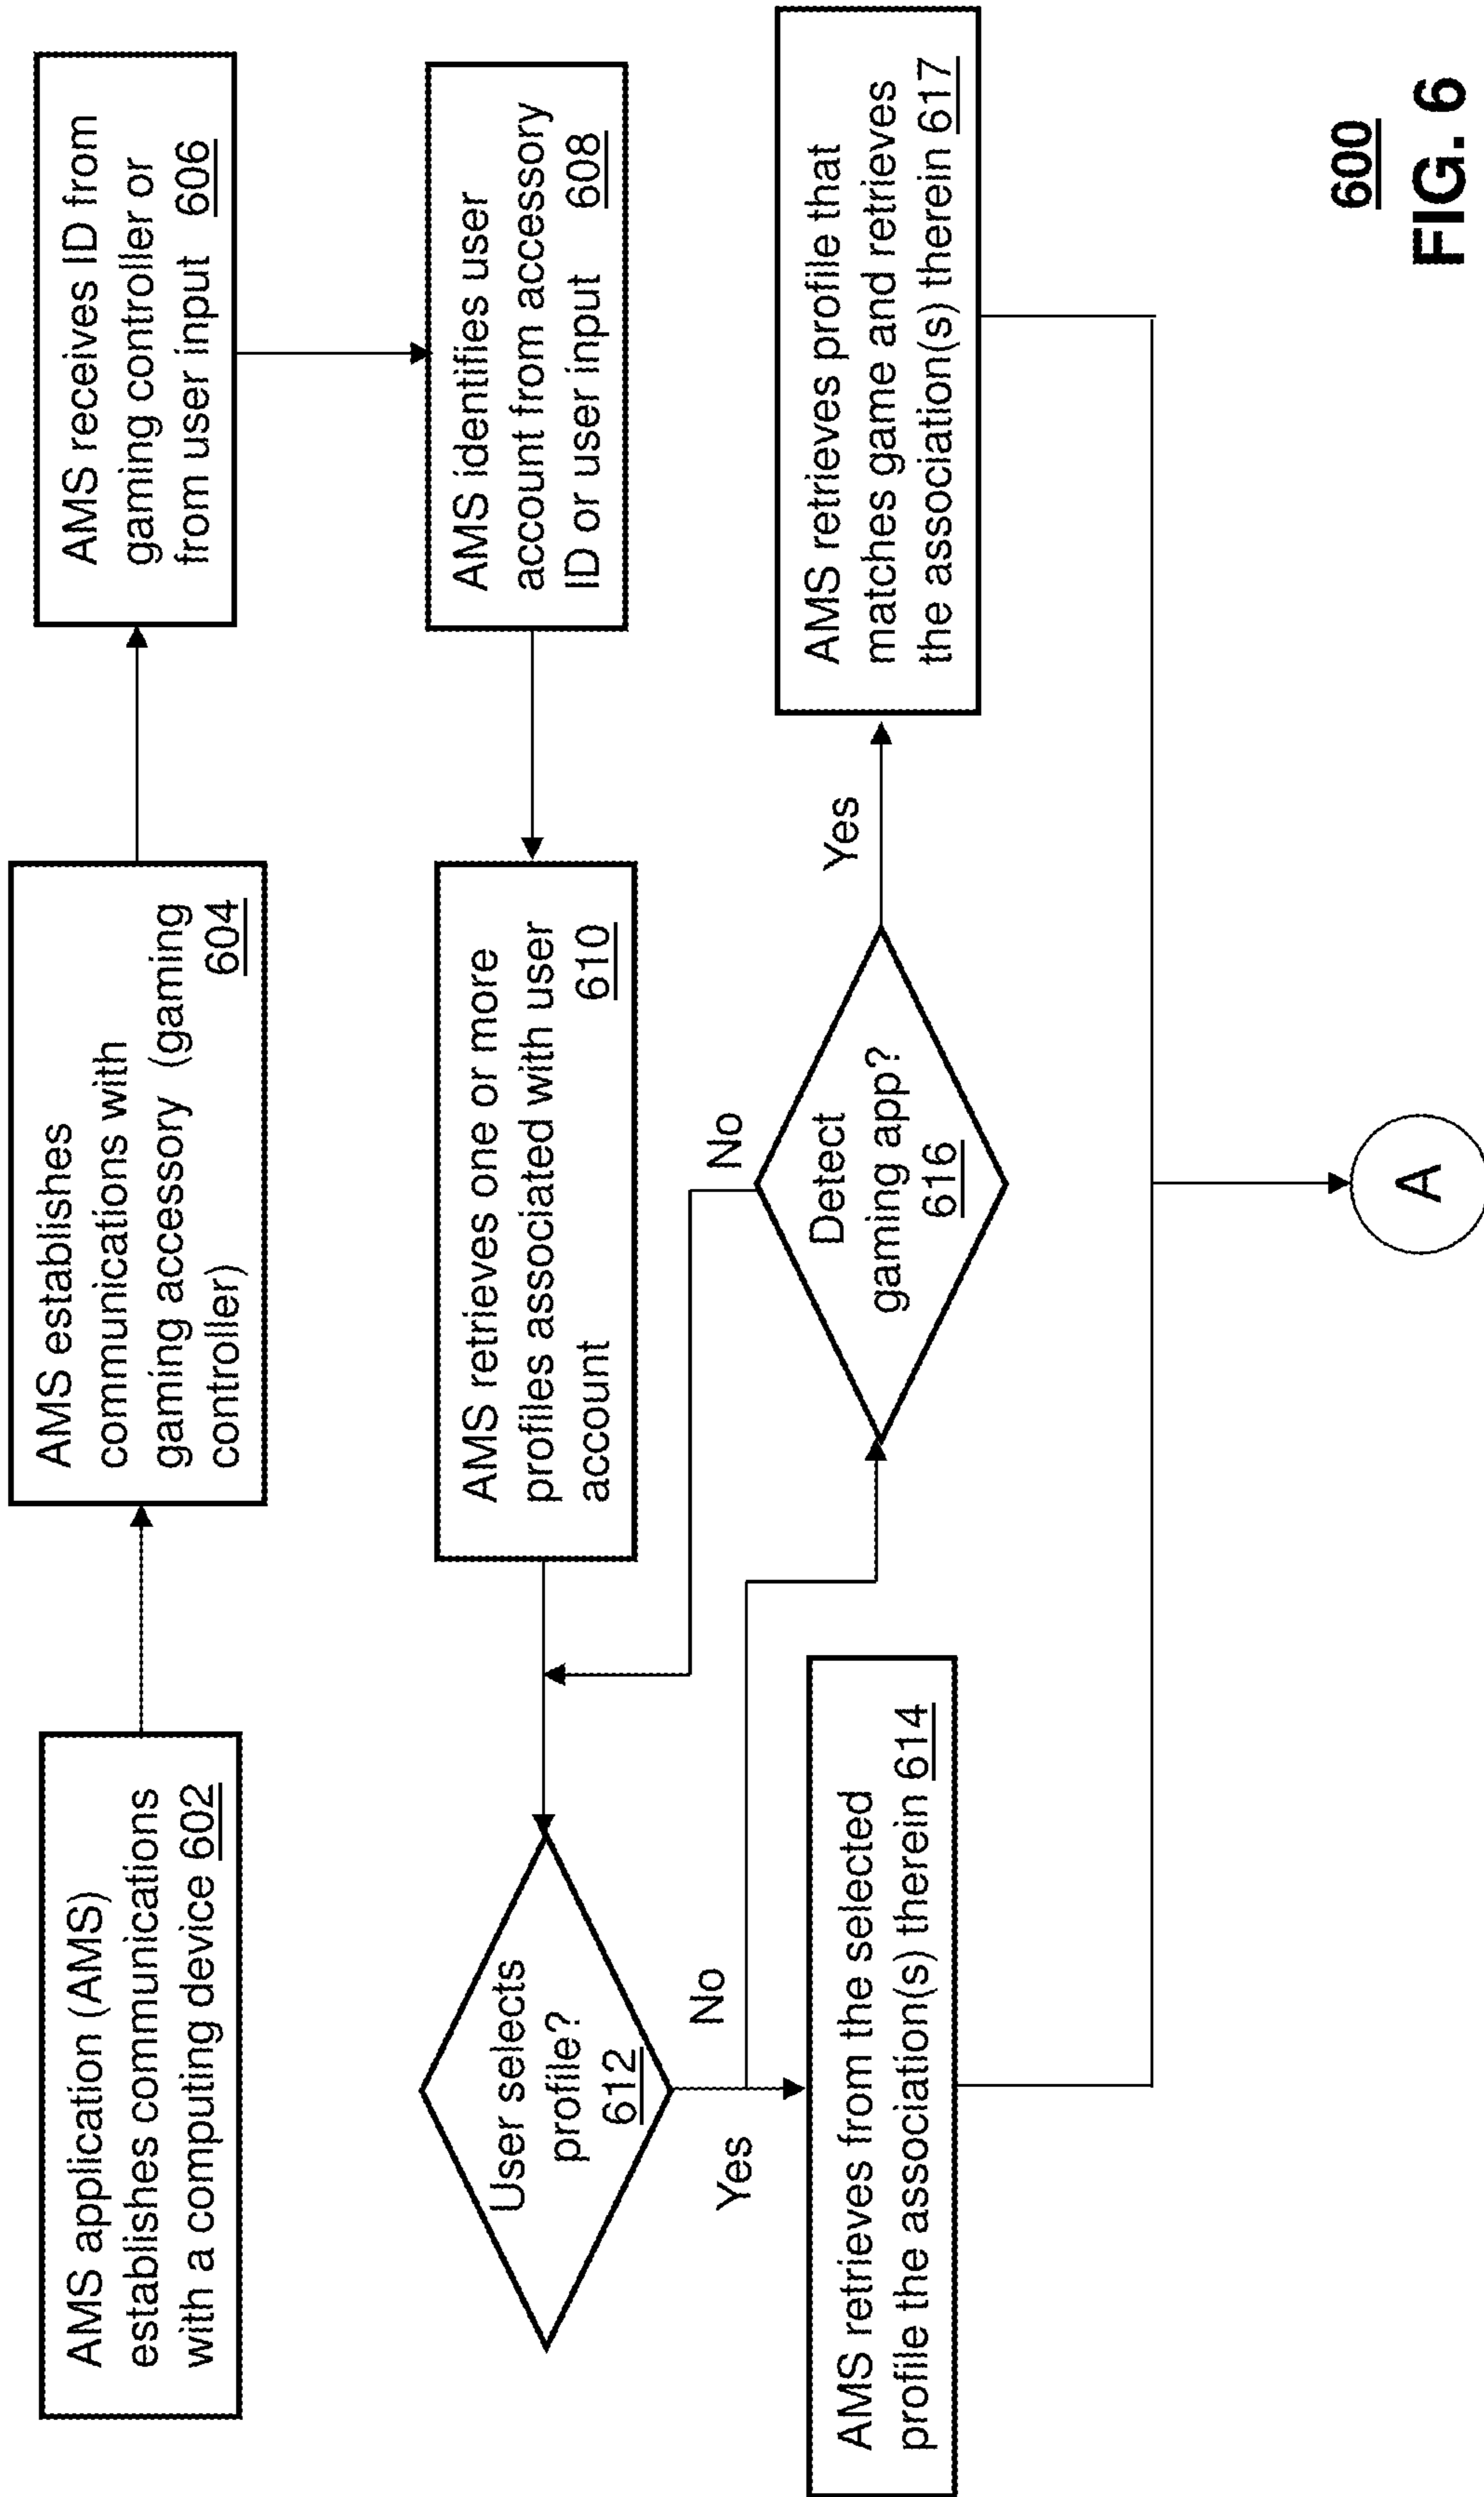 AMS application (AMS)
establishes communications
with a computing device 602
AMS establishes
communications with
gaming accessory (gaming
controller) 604
AMS receives ID from
gaming controller or
from user input 606
AMS identifies user
account from accessory
ID or user input 608
AMS retrieves one or more
profiles associated with user
account 610
User selects
profile?
612
No
Yes
AMS retrieves from the selected
profile the association(s) therein 614
Detect
gaming app?
616
No
Yes
AMS retrieves profile that
matches game and retrieves
the association(s) therein 617
A
600
FIG. 6